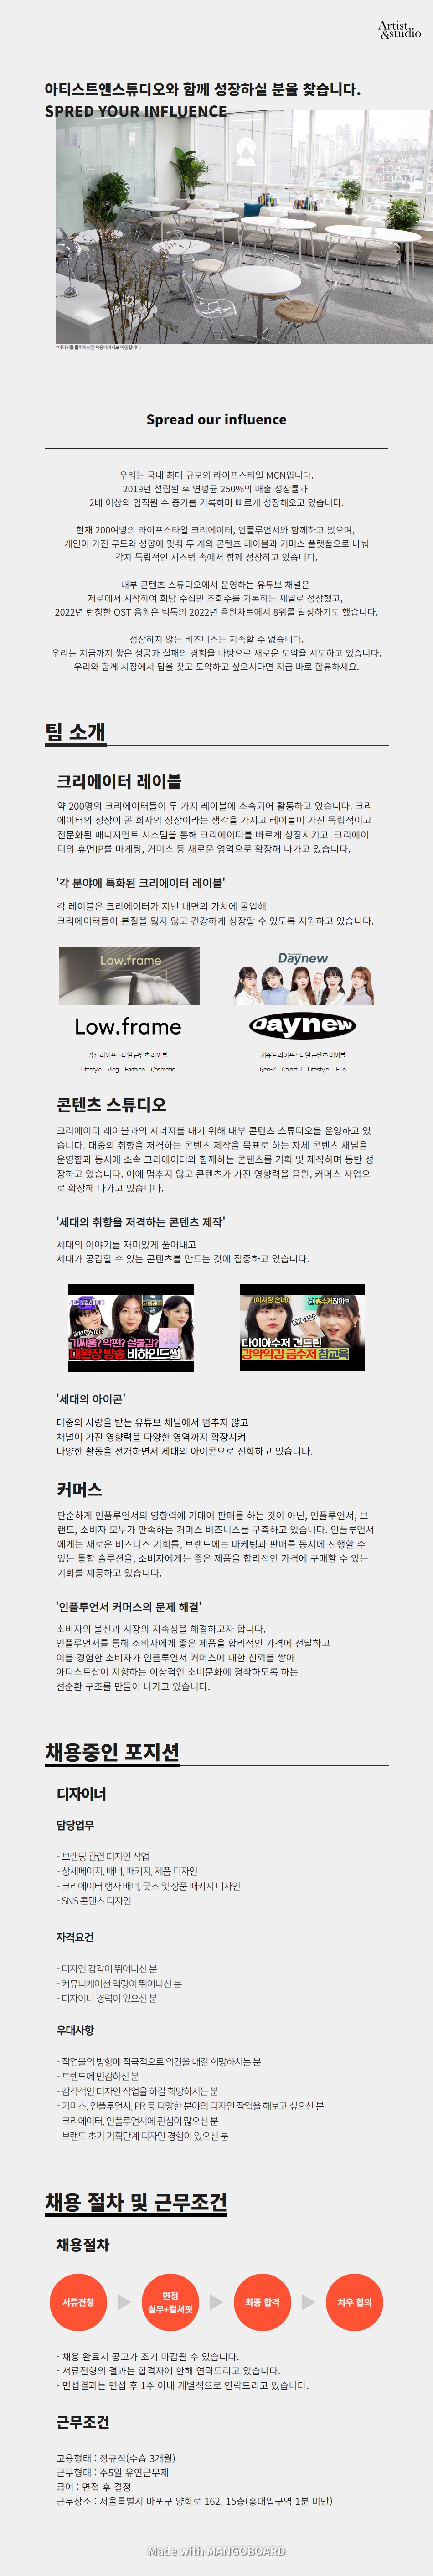 Artist
&studio
아티스트앤스튜디오와 함께 성장하실 분을 찾습니다.
SPRED YOUR INFLUENCE
*이미지를 클릭하시면 채용페이지로 이동합니다.
Spread our influence
우리는 국내 최대 규모의 라이프스타일 MCN입니다.
2019년 설립된 후 연평균 250%의 매출 성장률과
2배 이상의 임직원 수 증가를 기록하며 빠르게 성장해오고 있습니다.
현재 200여명의 라이프스타일 크리에이터, 인플루언서와 함께하고 있으며,
개인이 가진 무드와 성향에 맞춰 두 개의 콘텐츠 레이블과 커머스 플랫폼으로 나눠
각자 독립적인 시스템 속에서 함께 성장하고 있습니다.
내부 콘텐츠 스튜디오에서 운영하는 유튜브 채널은
제로에서 시작하여 회당 수십만 조회수를 기록하는 채널로 성장했고,
2022년 런칭한 OST 음원은 틱톡의 2022년 음원차트에서 8위를 달성하기도 했습니다.
성장하지 않는 비즈니스는 지속할 수 없습니다.
우리는 지금까지 쌓은 성공과 실패의 경험을 바탕으로 새로운 도약을 시도하고 있습니다.
우리와 함께 시장에서 답을 찾고 도약하고 싶으시다면 지금 바로 합류하세요.
팀 소개
크리에이터 레이블
약 200명의 크리에이터들이 두 가지 레이블에 소속되어 활동하고 있습니다. 크리
에이터의 성장이 곧 회사의 성장이라는 생각을 가지고 레이블이 가진 독립적이고
전문화된 매니지먼트 시스템을 통해 크리에이터를 빠르게 성장시키고 크리에이
터의 휴먼IP를 마케팅, 커머스 등 새로운 영역으로 확장해 나가고 있습니다.
'각 분야에 특화된 크리에이터 레이블'
각 레이블은 크리에이터가 지닌 내면의 가치에 몰입해
크리에이터들이 본질을 잃지 않고 건강하게 성장할 수 있도록 지원하고 있습니다.
Low.frame
Daynew
Low.frame
Daynew
감성 라이프스타일 콘텐츠 레이블
캐쥬얼 라이프스타일 콘텐츠 레이블
Lifestyle Vlog Fashion Cosmetic
Gen-Z Colorful Lifestyle Fun
콘텐츠 스튜디오
크리에이터 레이블과의 시너지를 내기 위해 내부 콘텐츠 스튜디오를 운영하고 있
습니다. 대중의 취향을 저격하는 콘텐츠 제작을 목표로 하는 자체 콘텐츠 채널을
운영함과 동시에 소속 크리에이터와 함께하는 콘텐츠를 기획 및 제작하며 동반 성
장하고 있습니다. 이에 멈추지 않고 콘텐츠가 가진 영향력을 음원, 커머스 사업으
로 확장해 나가고 있습니다.
'세대의 취향을 저격하는 콘텐츠 제작'
세대의 이야기를 재미있게 풀어내고
세대가 공감할 수 있는 콘텐츠를 만드는 것에 집중하고 있습니다.
기싸움? 악편? 실물갑?
대환장 방송 비하인드썰
다이아수저 건드린
강약약강 금수저 참교육
'세대의 아이콘'
대중의 사랑을 받는 유튜브 채널에서 멈추지 않고
채널이 가진 영향력을 다양한 영역까지 확장시켜
다양한 활동을 전개하면서 세대의 아이콘으로 진화하고 있습니다.
커머스
단순하게 인플루언서의 영향력에 기대어 판매를 하는 것이 아닌, 인플루언서, 브
랜드, 소비자 모두가 만족하는 커머스 비즈니스를 구축하고 있습니다. 인플루언서
에게는 새로운 비즈니스 기회를, 브랜드에는 마케팅과 판매를 동시에 진행할 수
있는 통합 솔루션을, 소비자에게는 좋은 제품을 합리적인 가격에 구매할 수 있는
기회를 제공하고 있습니다.
'인플루언서 커머스의 문제 해결'
소비자의 불신과 시장의 지속성을 해결하고자 합니다.
인플루언서를 통해 소비자에게 좋은 제품을 합리적인 가격에 전달하고
이를 경험한 소비자가 인플루언서 커머스에 대한 신뢰를 쌓아
아티스트샵이 지향하는 이상적인 소비문화에 정착하도록 하는
선순환 구조를 만들어 나가고 있습니다.
채용중인 포지션
디자이너
담당업무
- 브랜딩 관련 디자인 작업
- 상세페이지, 배너, 패키지, 제품 디자인
- 크리에이터 행사 배너, 굿즈 및 상품 패키지 디자인
- SNS 콘텐츠 디자인
자격요건
- 디자인 감각이 뛰어나신 분
- 커뮤니케이션 역량이 뛰어나신 분
- 디자이너 경력이 있으신 분
우대사항
- 작업물의 방향에 적극적으로 의견을 내길 희망하시는 분
- 트렌드에 민감하신 분
- 감각적인 디자인 작업을 하길 희망하시는 분
- 커머스, 인플루언서, PR 등 다양한 분야의 디자인 작업을 해보고 싶으신 분
- 크리에이터, 인플루언서에 관심이 많으신 분
- 브랜드 초기 기획단계 디자인 경험이 있으신 분
채용 절차 및 근무조건
채용절차
서류전형
면접
실무+컬쳐핏
최종 합격
처우 협의
- 채용 완료시 공고가 조기 마감될 수 있습니다.
- 서류전형의 결과는 합격자에 한해 연락드리고 있습니다.
- 면접결과는 면접 후 1주 이내 개별적으로 연락드리고 있습니다.
근무조건
고용형태 : 정규직(수습 3개월)
근무형태 : 주5일 유연근무제
급여 : 면접 후 결정
근무장소 : 서울특별시 마포구 양화로 162, 15층(홍대입구역 1분 미만)
Made with MANGOBOARD